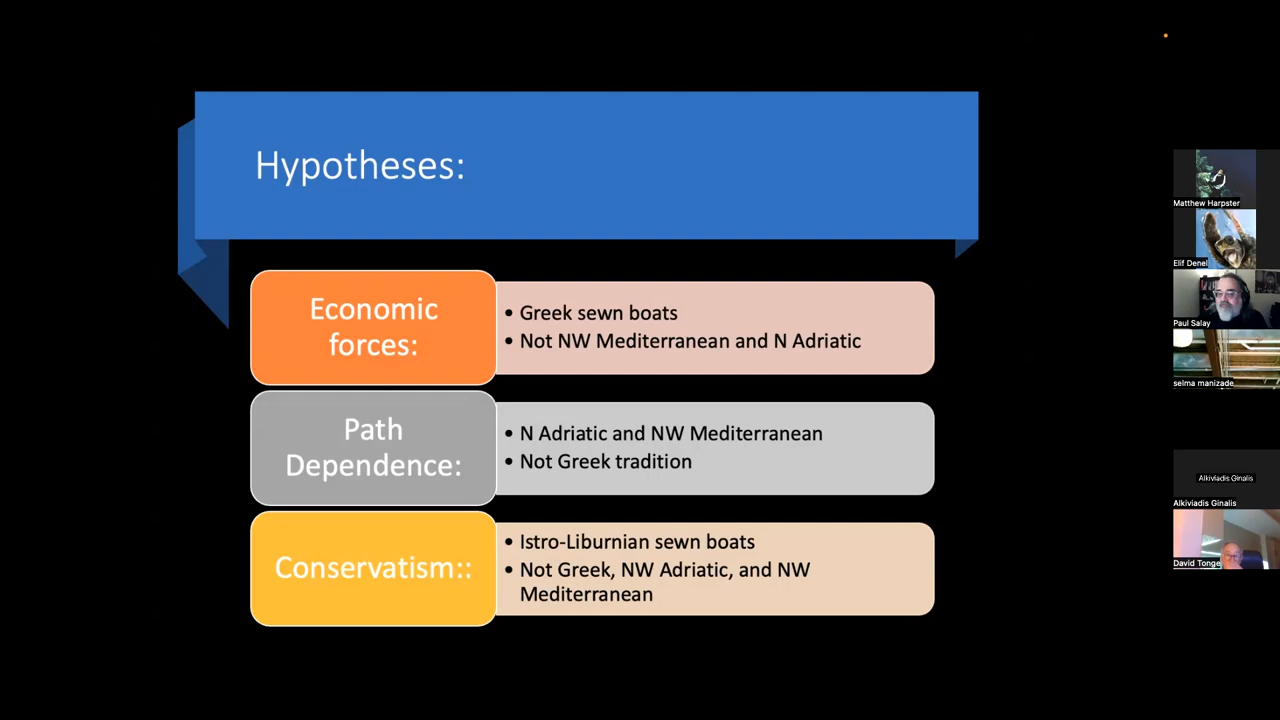 Hypotheses:
Economic
forces:
• Greek sewn boats
• Not NW Mediterranean and N Adriatic
Path
Dependence:
• N Adriatic and NW Mediterranean
• Not Greek tradition
Conservatism::
• Istro-Liburnian sewn boats
• Not Greek, NW Adriatic, and NW
Mediterranean
Matthew Harpster
Elif Denel
Paul Salay
selma manizade
Alkiviadis Ginalis
Alkiviadis Ginalis
David Tonge